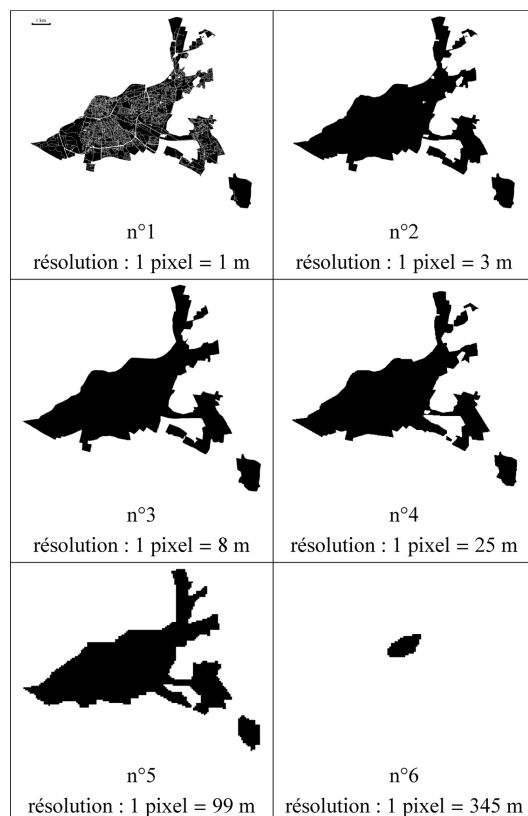 1 km
n°1
résolution : 1 pixel = 1 m
n°2
résolution : 1 pixel = 3 m
n°3
résolution : 1 pixel = 8 m
n°4
résolution : 1 pixel = 25 m
n°5
résolution : 1 pixel = 99 m
n°6
résolution : 1 pixel = 345 m